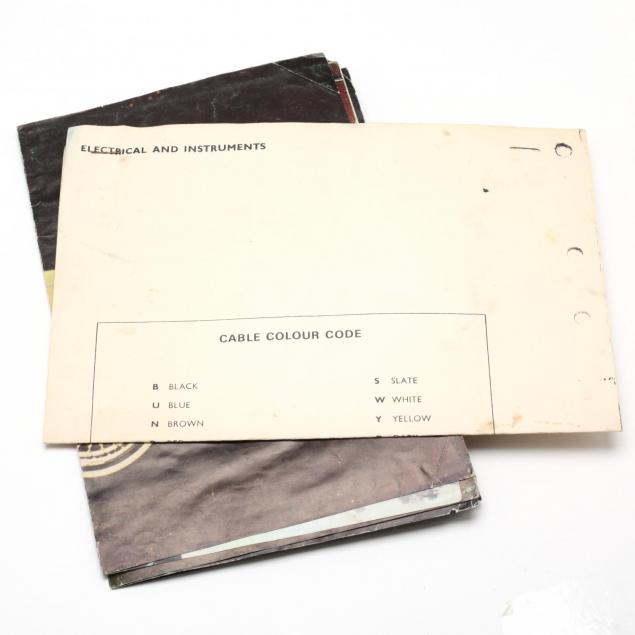 ELECTRICAL AND INSTRUMENTS
CABLE COLOUR CODE
B BLACK
U BLUE
N BROWN
S SLATE
W WHITE
Y YELLOW